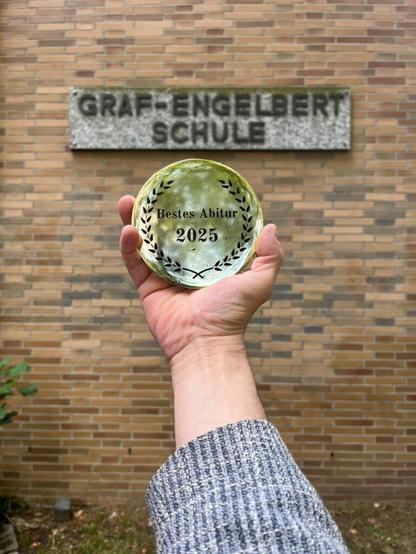 GRAF-ENGELBERT
SCHULE
Bestes Abitur
2025